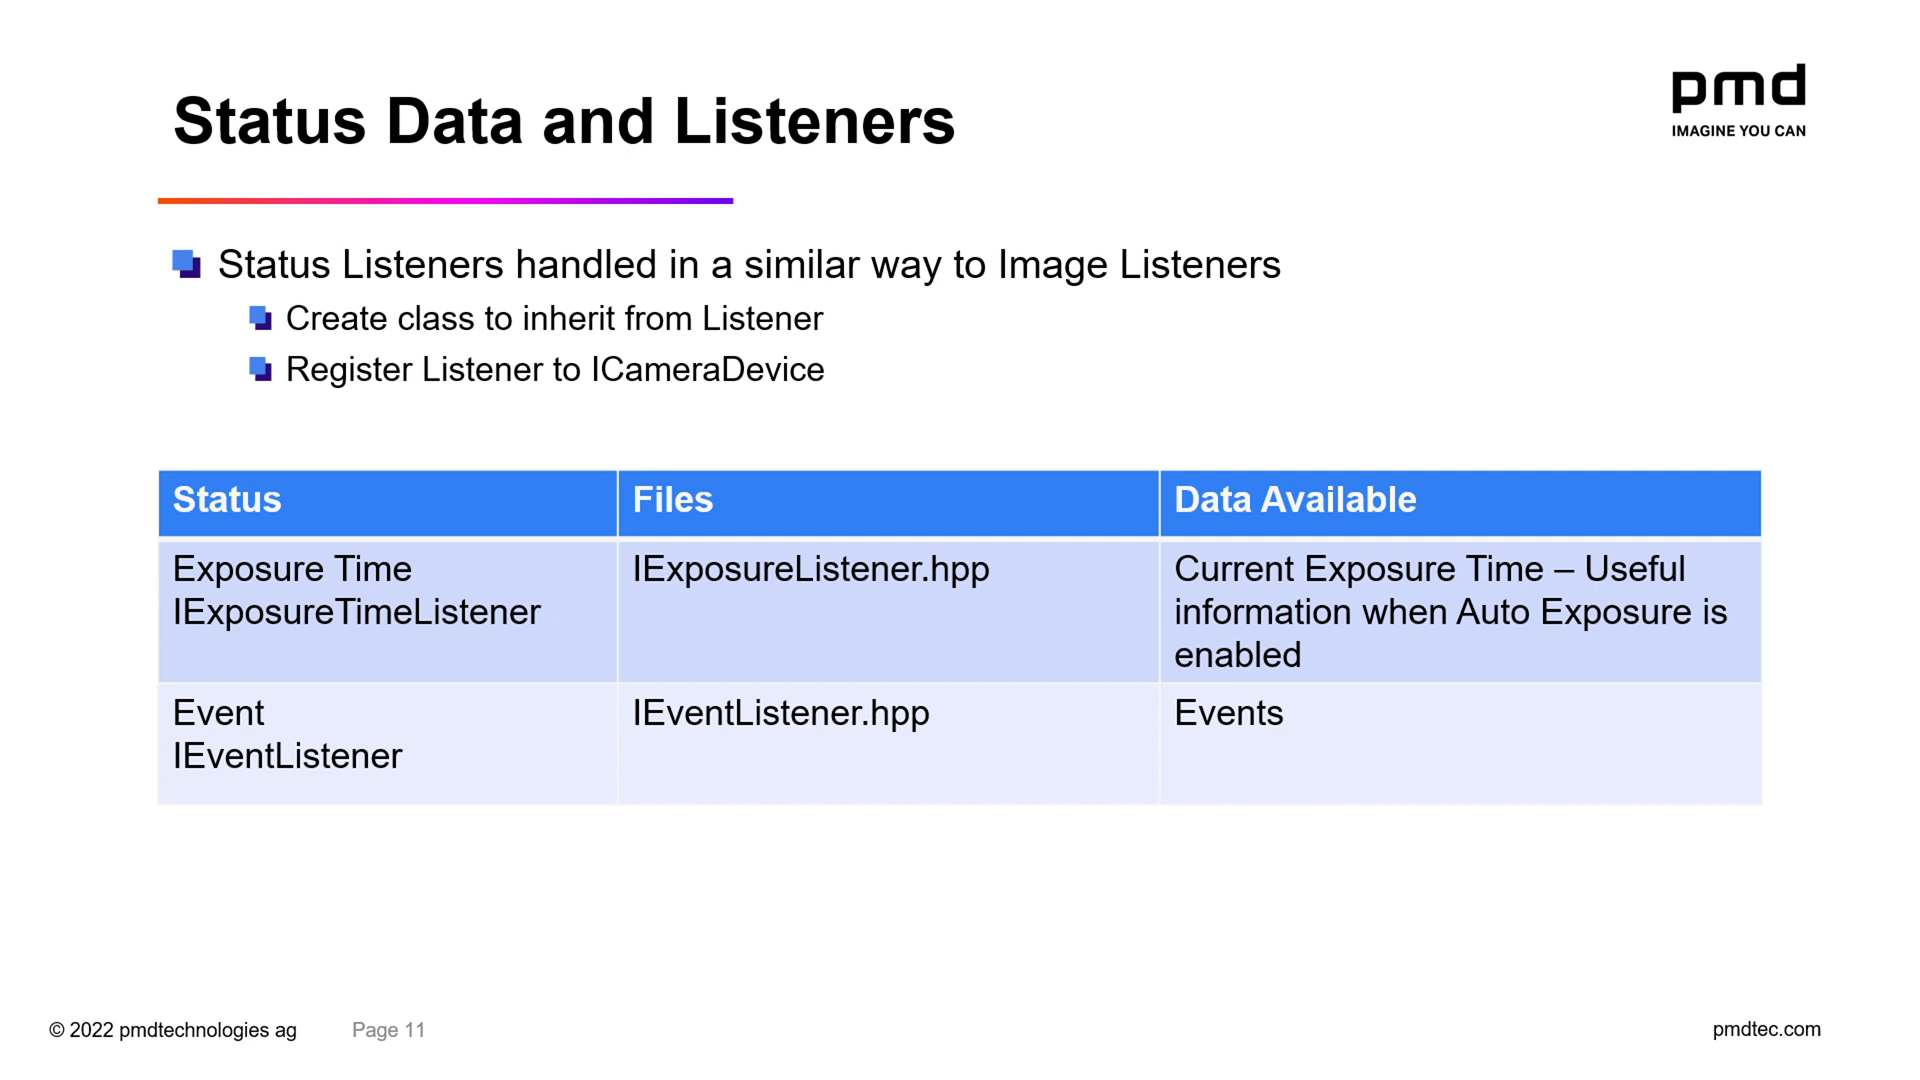 pmd
IMAGINE YOU CAN
Status Data and Listeners
Status Listeners handled in a similar way to Image Listeners
Create class to inherit from Listener
Register Listener to ICameraDevice
Status
Files
Data Available
Exposure Time
IExposureTimeListener
IExposureListener.hpp
Current Exposure Time – Useful
information when Auto Exposure is
enabled
Event
IEventListener
IEventListener.hpp
Events
© 2022 pmdtechnologies ag
Page 11
pmdtec.com